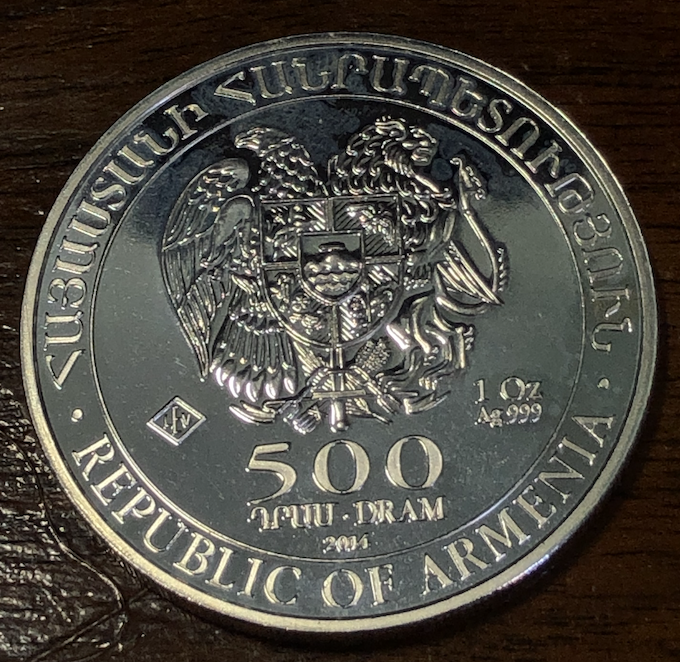 ՀԱՅԱՍՏԱՆԻ ՀԱՆՐԱՊԵՏՈՒԹՅՈՒՆ
1 Oz
Ag 999
500
ԴՐԱՄ · DRAM
2014
· REPUBLIC OF ARMENIA ·